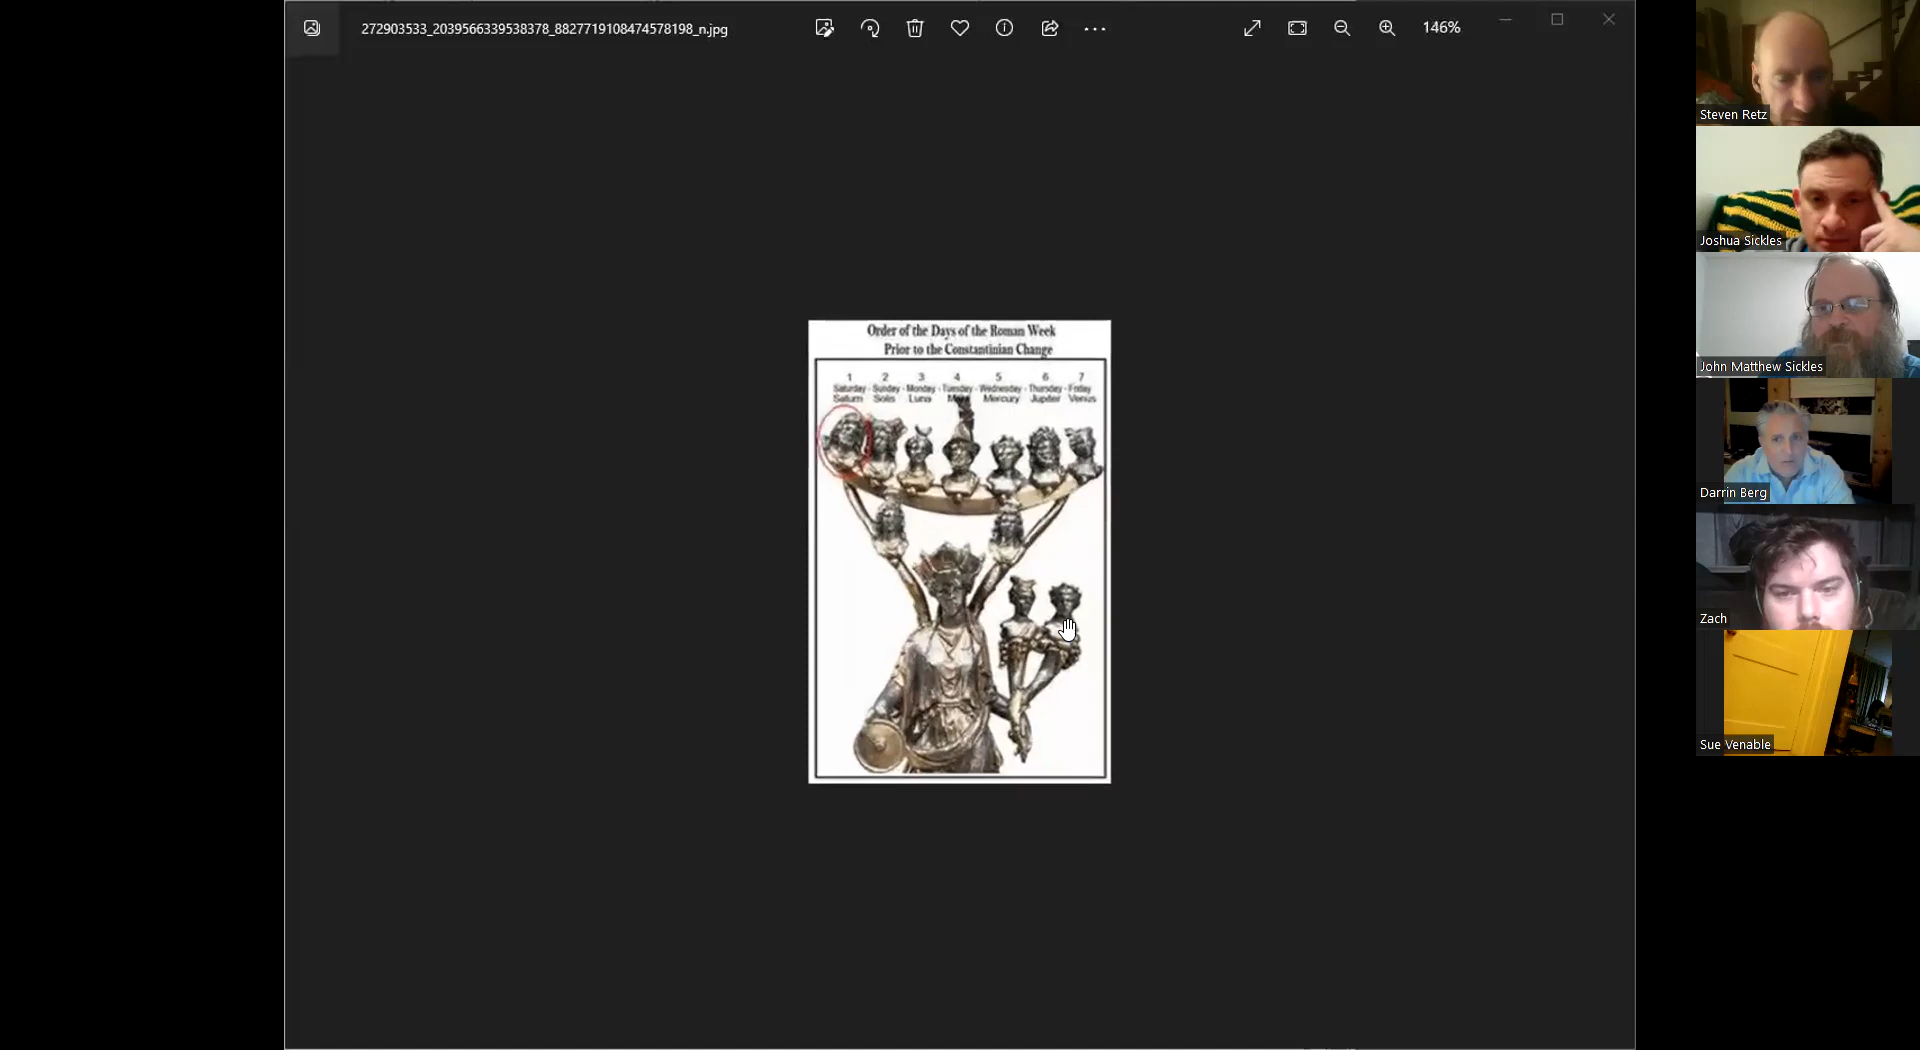 272903533_2039566339538378_8827719108474578198_n.jpg
146%
Order of the Days of the Roman Week
Prior to the Constantinian Change
1 2 3 4 5 6 7
Saturday - Sunday - Monday - Tuesday - Wednesday - Thursday - Friday
Saturn Solis Luna Mars Mercury Jupiter Venus
Steven Retz
Joshua Sickles
John Matthew Sickles
Darrin Berg
Zach
Sue Venable